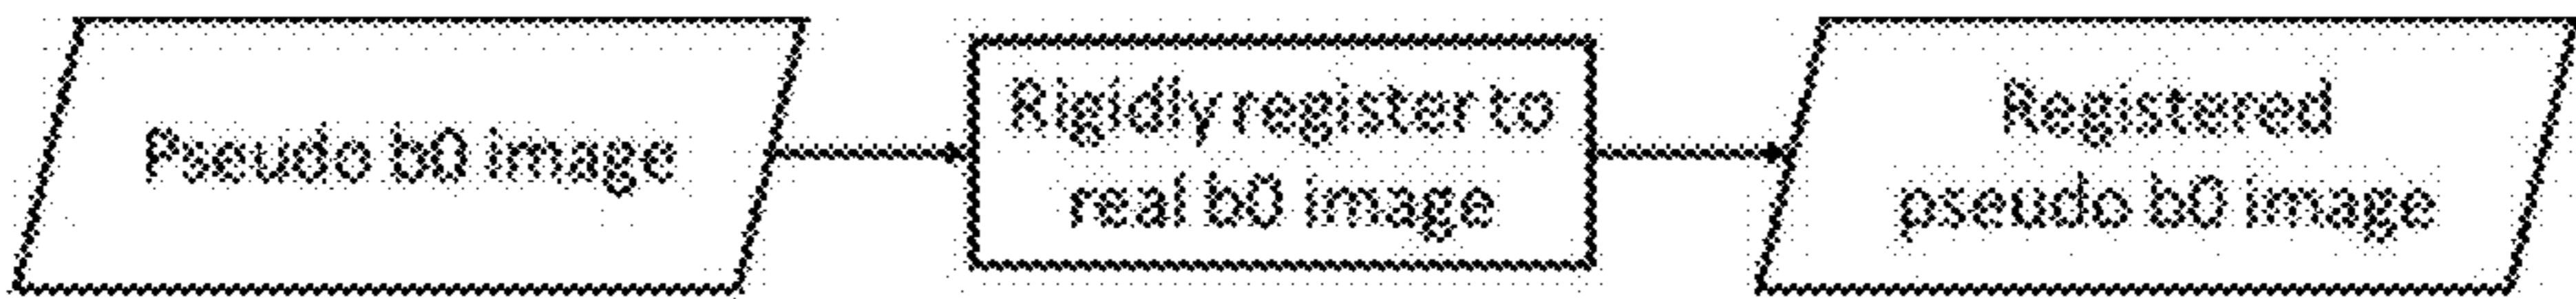 Pseudo b0 image
Rigidly register to
real b0 image
Registered
pseudo b0 image